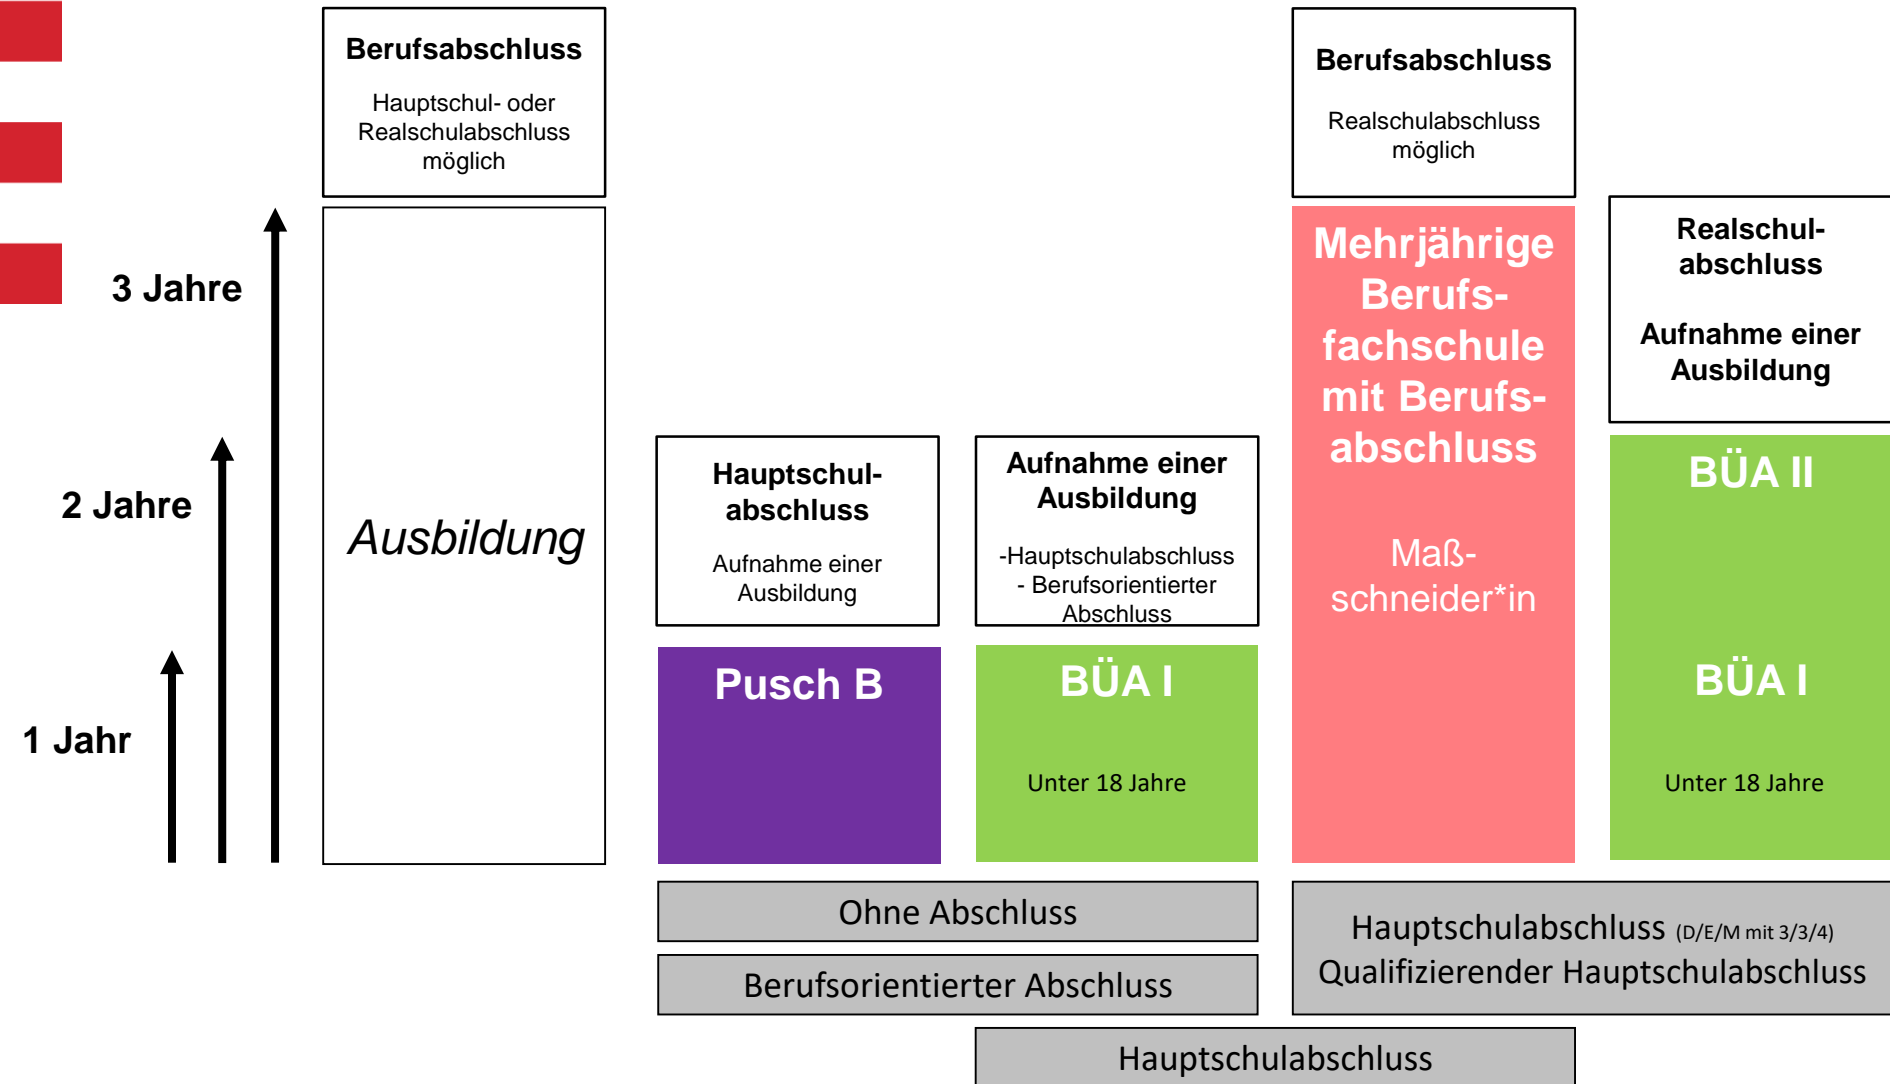 Berufsabschluss
Hauptschul- oder
Realschulabschluss
möglich
Berufsabschluss
Realschulabschluss
möglich
3 Jahre
2 Jahre
1 Jahr
Ausbildung
Hauptschul-
abschluss
Aufnahme einer
Ausbildung
Pusch B
Aufnahme einer
Ausbildung
-Hauptschulabschluss
- Berufsorientierter
Abschluss
BÜA I
Unter 18 Jahre
Mehrjährige
Berufs-
fachschule
mit Berufs-
abschluss
Maß-
schneider*in
Realschul-
abschluss
Aufnahme einer
Ausbildung
BÜA II
BÜA I
Unter 18 Jahre
Ohne Abschluss
Berufsorientierter Abschluss
Hauptschulabschluss (D/E/M mit 3/3/4)
Qualifizierender Hauptschulabschluss
Hauptschulabschluss